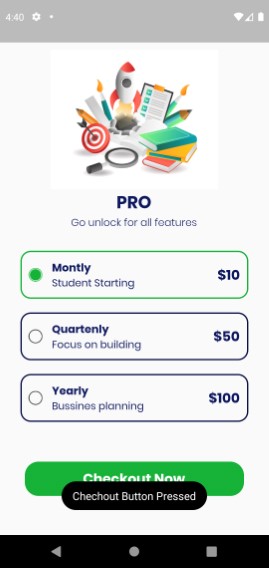 4:40
PRO
Go unlock for all features
Montly
Student Starting
$10
Quartenly
Focus on building
$50
Yearly
Bussines planning
$100
Checkout Now
Chechout Button Pressed